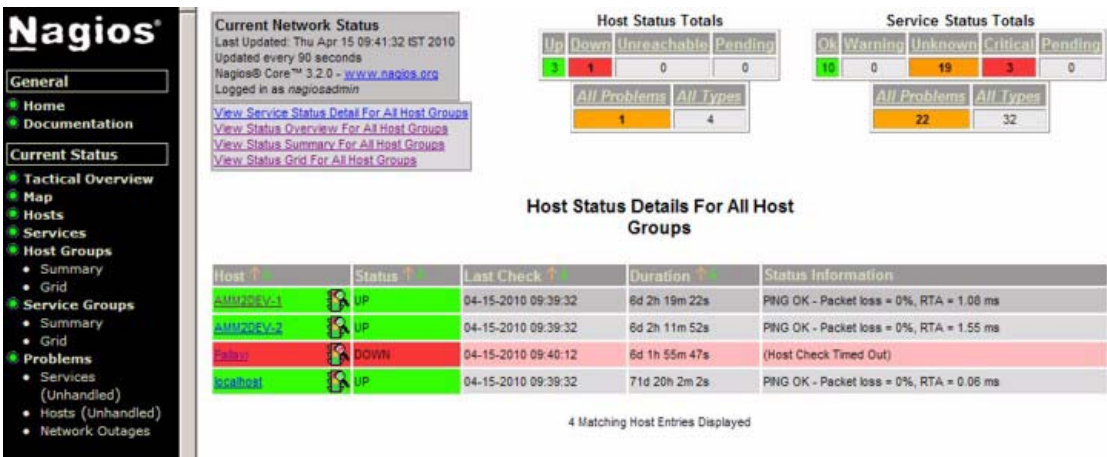 Nagios®
General
Home
Documentation
Current Status
Tactical Overview
Map
Hosts
Services
Host Groups
Summary
Grid
Service Groups
Summary
Grid
Problems
Services
(Unhandled)
Hosts (Unhandled)
Network Outages
Current Network Status
Last Updated: Thu Apr 15 09:41:32 IST 2010
Updated every 90 seconds
Nagios® Core™ 3.2.0 - www.nagios.org
Logged in as nagiosadmin
View Service Status Detail For All Host Groups
View Status Overview For All Host Groups
View Status Summary For All Host Groups
View Status Grid For All Host Groups
Host Status Totals
Up Down Unreachable Pending
3 1 0 0
All Problems All Types
1 4
Service Status Totals
Ok Warning Unknown Critical Pending
10 0 19 3 0
All Problems All Types
22 32
Host Status Details For All Host
Groups
Host Status Last Check Duration Status Information
AMM2DEV-1 UP 04-15-2010 09:39:32 6d 2h 19m 22s PING OK - Packet loss = 0%, RTA = 1.08 ms
AMM2DEV-2 UP 04-15-2010 09:39:32 6d 2h 11m 52s PING OK - Packet loss = 0%, RTA = 1.55 ms
DOWN 04-15-2010 09:40:12 6d 1h 55m 47s (Host Check Timed Out)
localhost UP 04-15-2010 09:39:32 71d 20h 2m 2s PING OK - Packet loss = 0%, RTA = 0.06 ms
4 Matching Host Entries Displayed